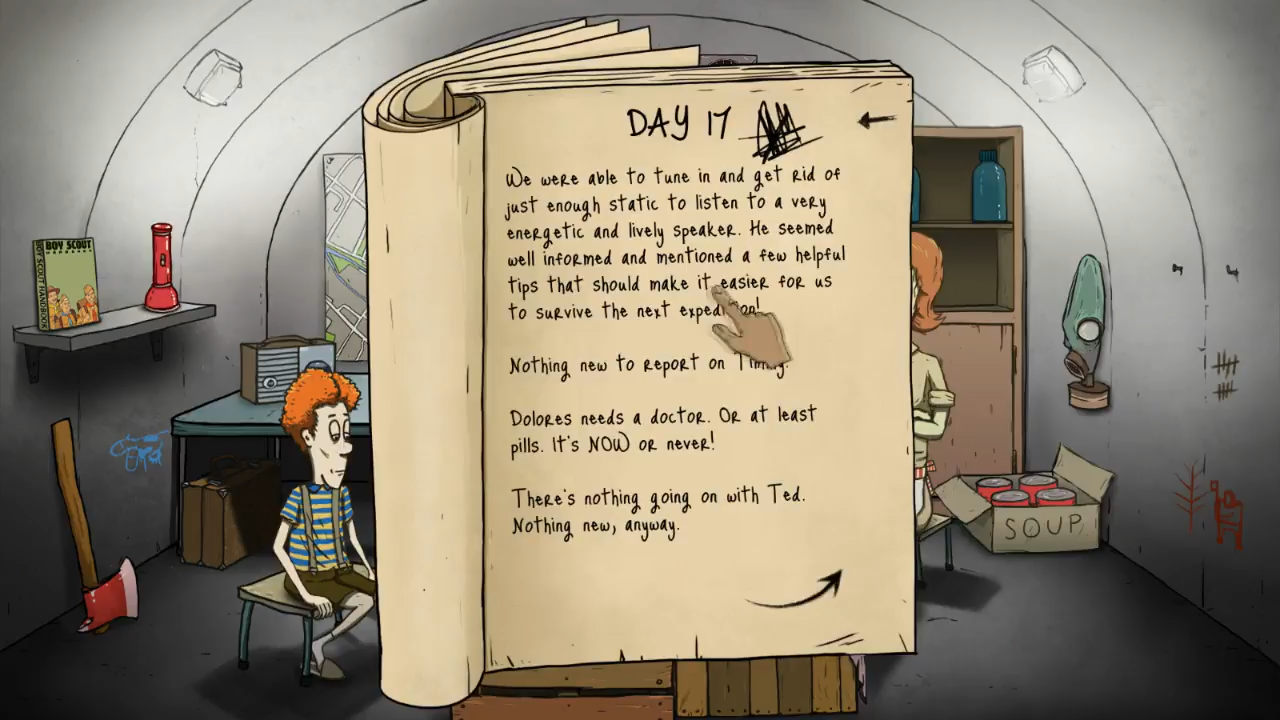 DAY 17
We were able to tune in and get rid of
just enough static to listen to a very
energetic and lively speaker. He seemed
well informed and mentioned a few helpful
tips that should make it easier for us
to survive the next
Nothing new to report on
Dolores needs a doctor. Or at least
pills. It's NOW or never!
There's nothing going on with Ted.
Nothing new, anyway.
BOY SCOUT
BOY SCOUT HANDBOOK
SOUP